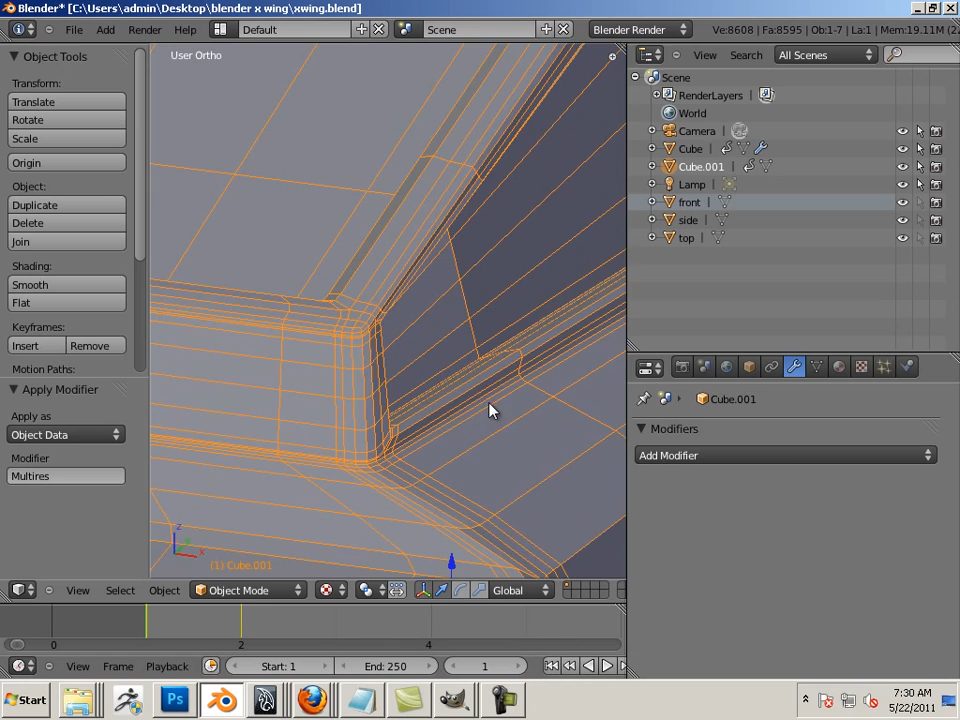 Blender* [C:\Users\admin\Desktop\blender x wing\xwing.blend]
File Add Render Help Default Scene Blender Render Ve:8608 | Fa:8595 | Ob:1-7 | La:1 | Mem:19.11M (2
Object Tools
Transform:
Translate
Rotate
Scale
Origin
Object:
Duplicate
Delete
Join
Shading:
Smooth
Flat
Keyframes:
Insert Remove
Motion Paths:
Apply Modifier
Apply as
Object Data
Modifier
Multires
User Ortho
z
x
(1) Cube.001
View Select Object Object Mode Global
View Search All Scenes
Scene
RenderLayers
World
Camera
Cube
Cube.001
Lamp
front
side
top
Cube.001
Modifiers
Add Modifier
0 2 4
View Frame Playback Start: 1 End: 250 1
Start Ps 7:30 AM
5/22/2011